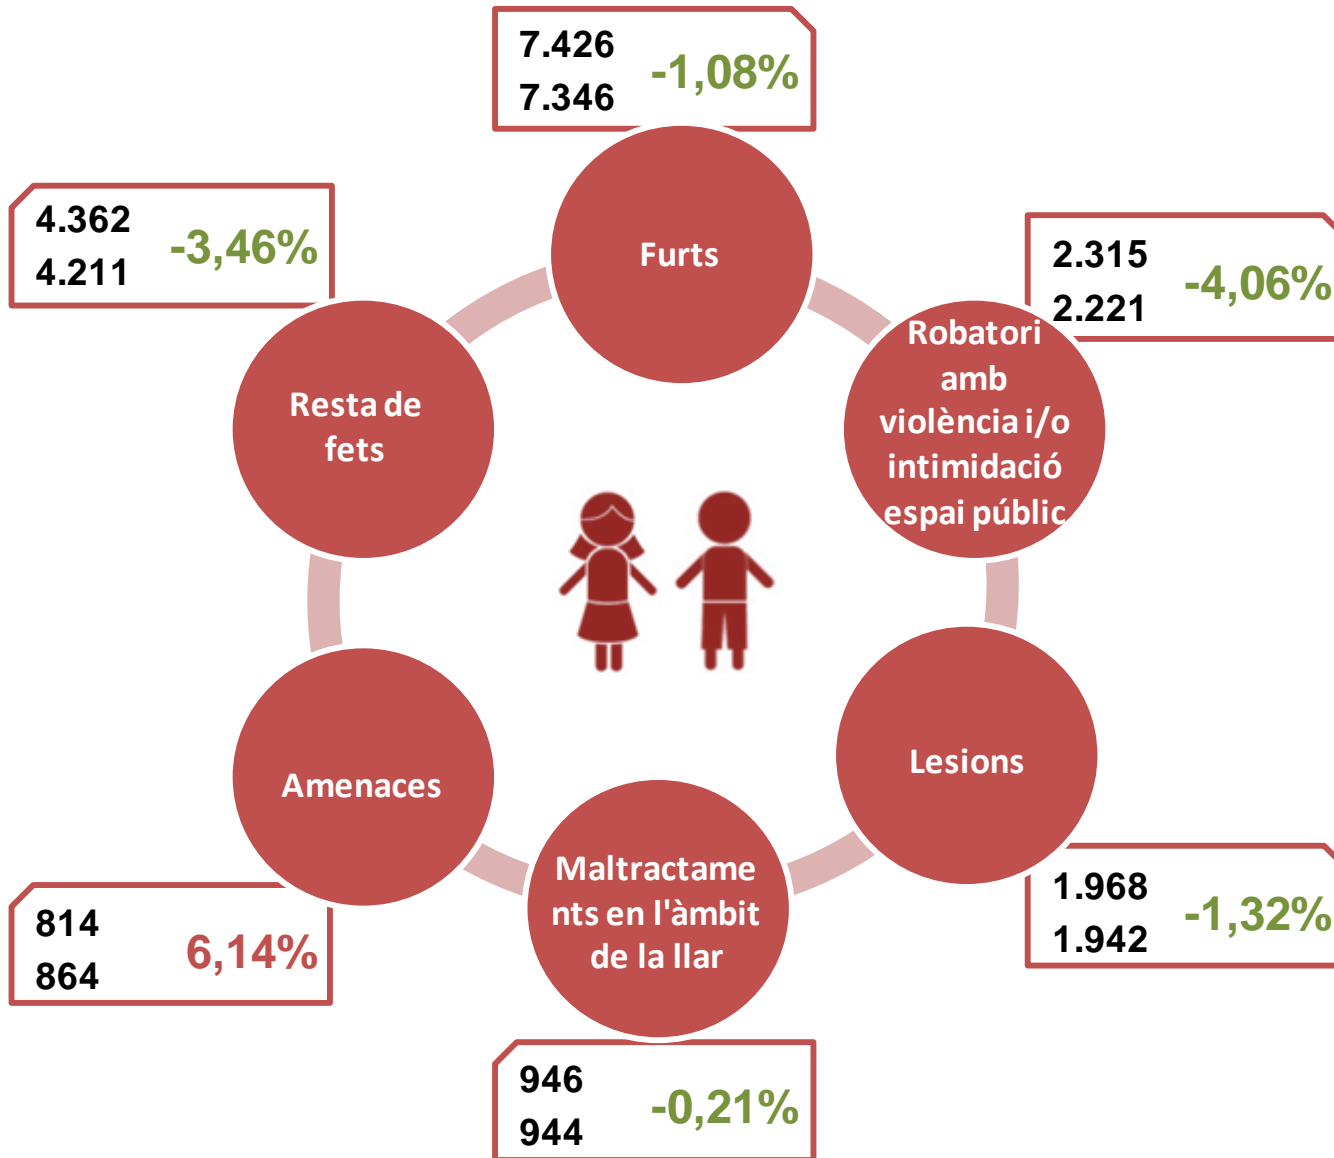 7.426
7.346
-1,08%
Furts
4.362
4.211
-3,46%
Resta de
fets
2.315
2.221
-4,06%
Robatori
amb
violència i/o
intimidació
espai públic
Lesions
1.968
1.942
-1,32%
Maltractame
nts en l'àmbit
de la llar
946
944
-0,21%
Amenaces
814
864
6,14%